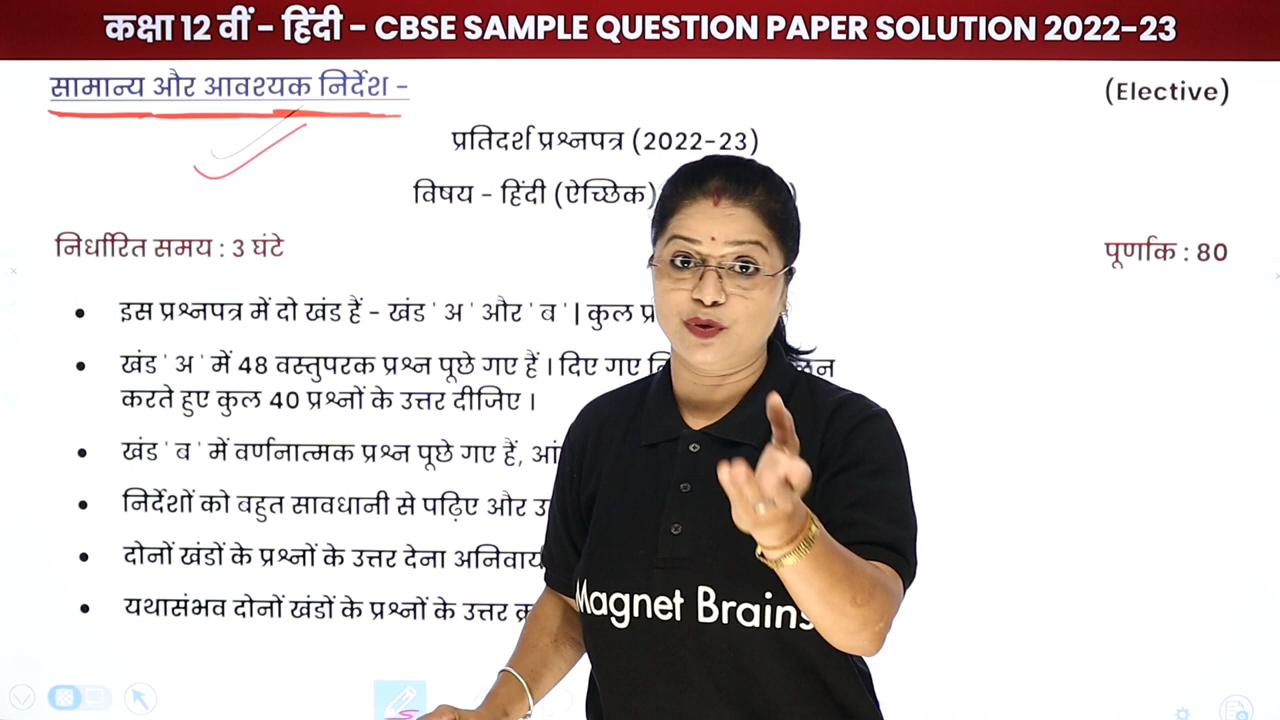 कक्षा 12 वीं - हिंदी - CBSE SAMPLE QUESTION PAPER SOLUTION 2022-23
सामान्य और आवश्यक निर्देश -
(Elective)
प्रतिदर्श प्रश्नपत्र (2022-23)
विषय - हिंदी (ऐच्छिक)
निर्धारित समय : 3 घंटे
पूर्णांक : 80
• इस प्रश्नपत्र में दो खंड हैं - खंड ' अ ' और ' ब ' | कुल
• खंड ' अ ' में 48 वस्तुपरक प्रश्न पूछे गए हैं । दिए गए
करते हुए कुल 40 प्रश्नों के उत्तर दीजिए ।
• खंड ' ब ' में वर्णनात्मक प्रश्न पूछे गए हैं,
• निर्देशों को बहुत सावधानी से पढ़िए और
• दोनों खंडों के प्रश्नों के उत्तर देना
• यथासंभव दोनों खंडों के प्रश्नों के उत्तर
Magnet Brains